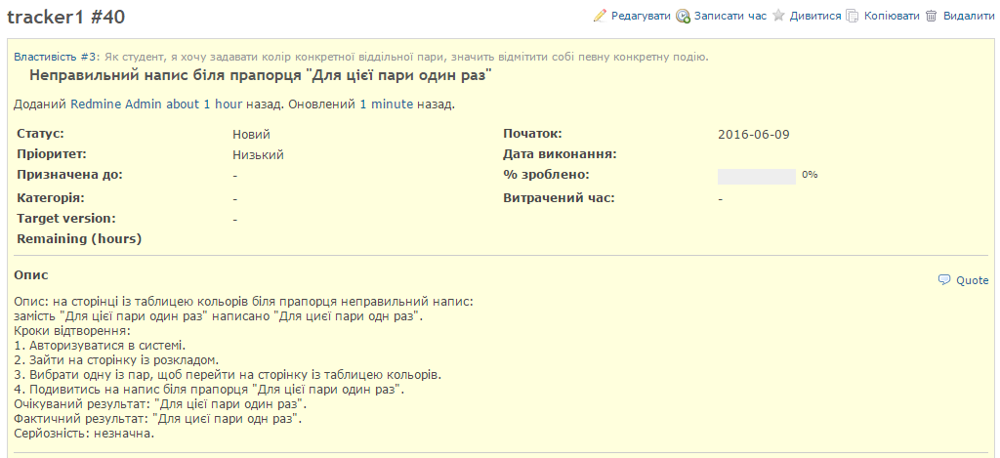 tracker1 #40
Редагувати Записати час Дивитися Копіювати Видалити
Властивість #3: Як студент, я хочу задавати колір конкретної віддільної пари, значить відмітити собі певну конкретну подію.
Неправильний напис біля прапорця "Для цієї пари один раз"
Доданий Redmine Admin about 1 hour назад. Оновлений 1 minute назад.
Статус: Новий Початок: 2016-06-09
Пріоритет: Низький Дата виконання:
Призначена до: - % зроблено: 0%
Категорія: - Витрачений час: -
Target version: -
Remaining (hours)
Опис
Quote
Опис: на сторінці із таблицею кольорів біля прапорця неправильний напис:
замість "Для цієї пари один раз" написано "Для циєї пари одн раз".
Кроки відтворення:
1. Авторизуватися в системі.
2. Зайти на сторінку із розкладом.
3. Вибрати одну із пар, щоб перейти на сторінку із таблицею кольорів.
4. Подивитись на напис біля прапорця "Для цієї пари один раз".
Очікуваний результат: "Для цієї пари один раз".
Фактичний результат: "Для циєї пари одн раз".
Серйозність: незначна.